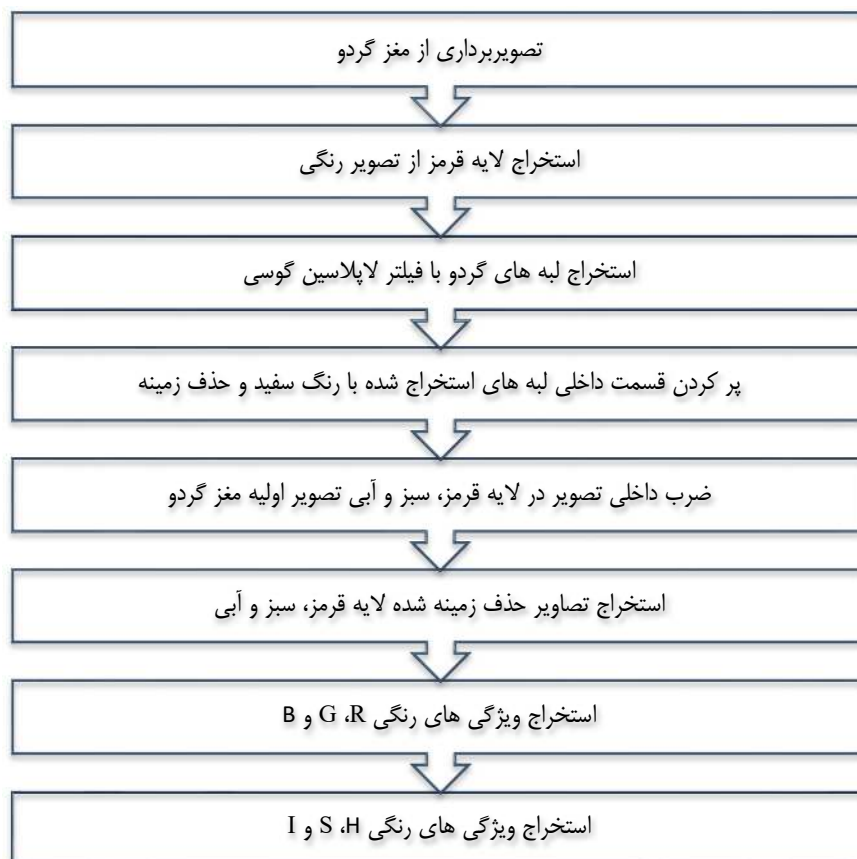 تصویربرداری از مغز گردو
استخراج لایه قرمز از تصویر رنگی
استخراج لبه های گردو با فیلتر لاپلاسین گوسی
پر کردن قسمت داخلی لبه های استخراج شده با رنگ سفید و حذف زمینه
ضرب داخلی تصویر در لایه قرمز، سبز و آبی تصویر اولیه مغز گردو
استخراج تصاویر حذف زمینه شده لایه قرمز، سبز و آبی
استخراج ویژگی های رنگی R، G و B
استخراج ویژگی های رنگی H، S و I